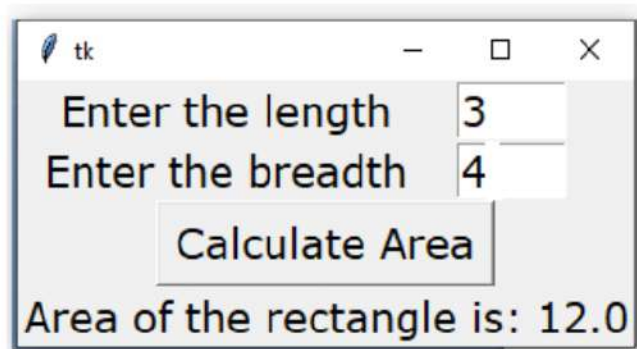 tk
Enter the length 3
Enter the breadth 4
Calculate Area
Area of the rectangle is: 12.0